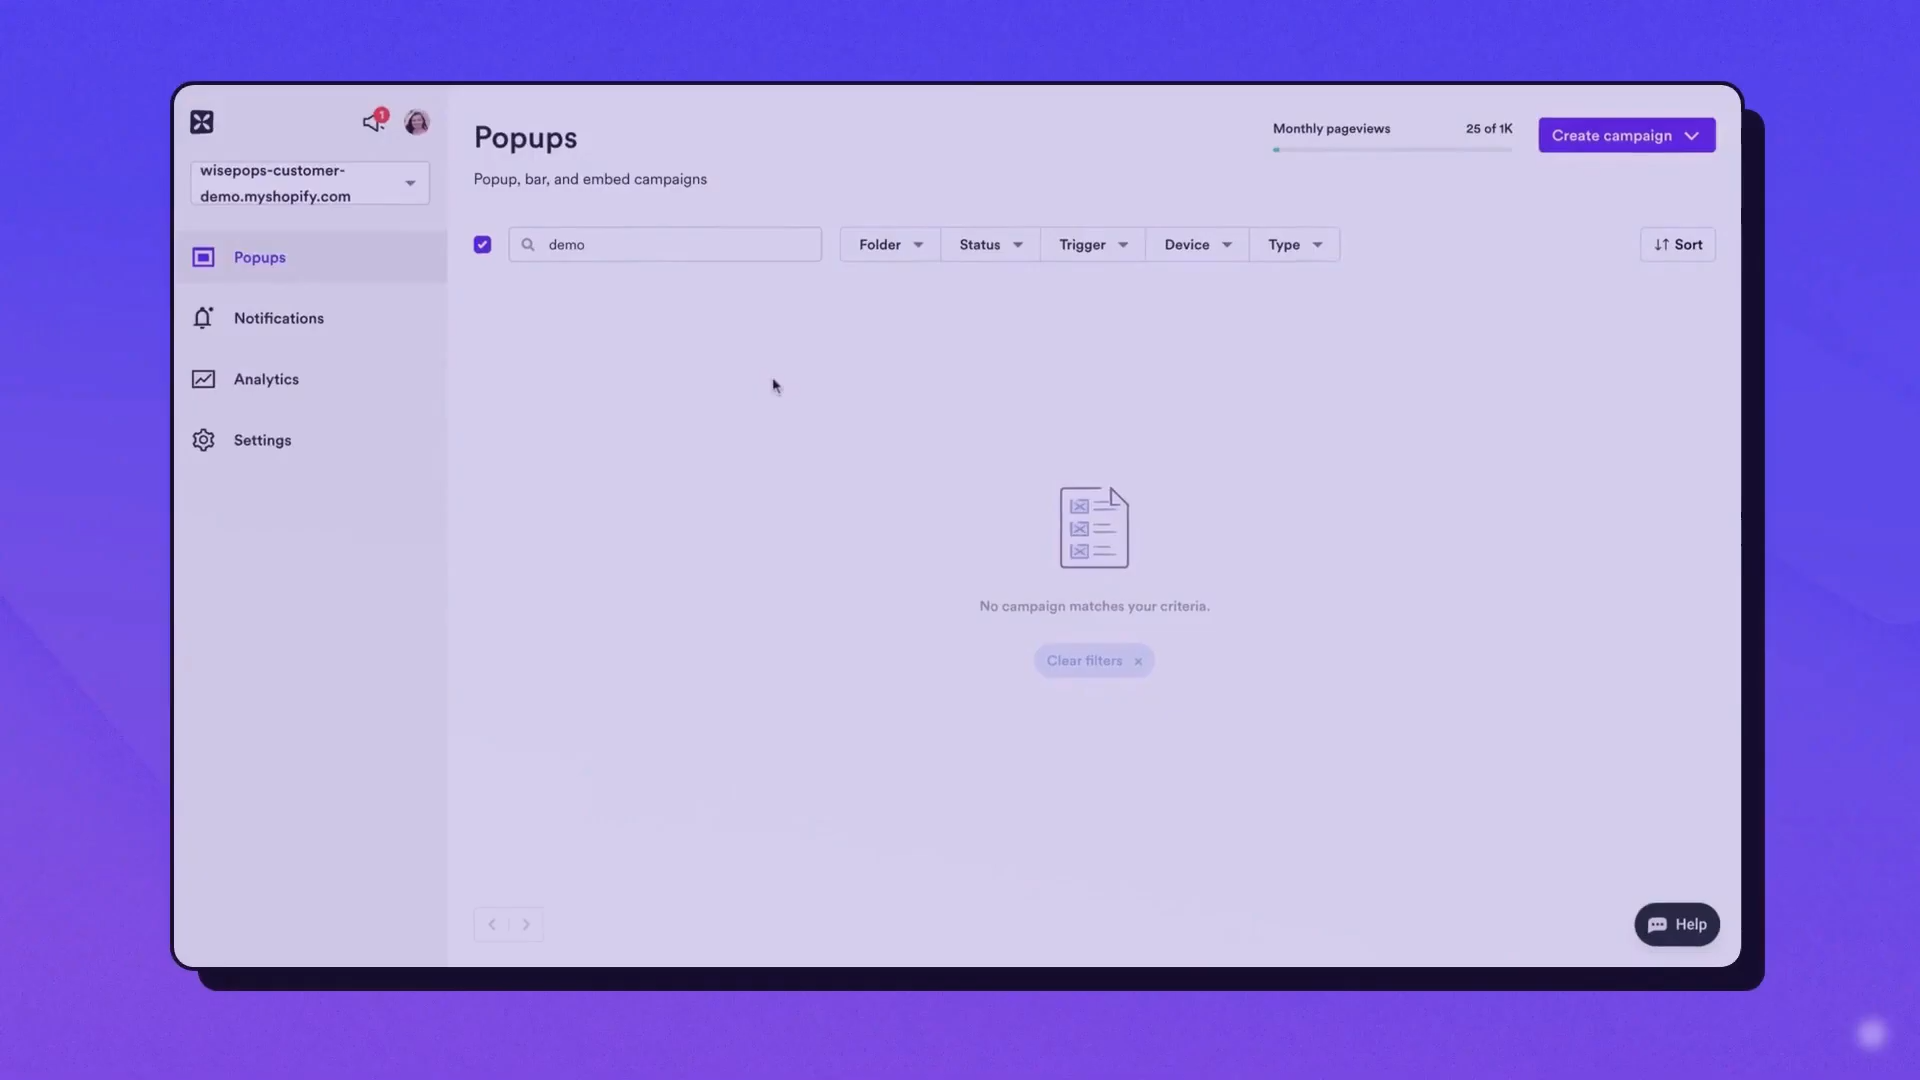 1
wisepops-customer-
demo.myshopify.com
Popups
Notifications
Analytics
Settings
Popups
Popup, bar, and embed campaigns
Monthly pageviews
25 of 1K
Create campaign
demo
Folder
Status
Trigger
Device
Type
Sort
No campaign matches your criteria.
Clear filters ×
Help